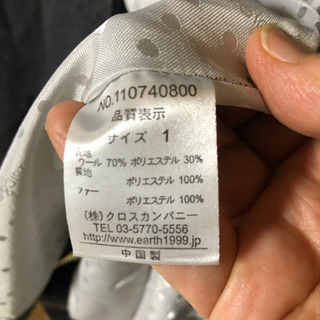 NO.110740800
品質表示
サイズ 1
表地
ウール 70% ポリエステル 30%
裏地
ポリエステル 100%
ファー
ポリエステル 100%
(株)クロスカンパニー
TEL 03-5770-5556
http://www.earth1999.jp
中国製